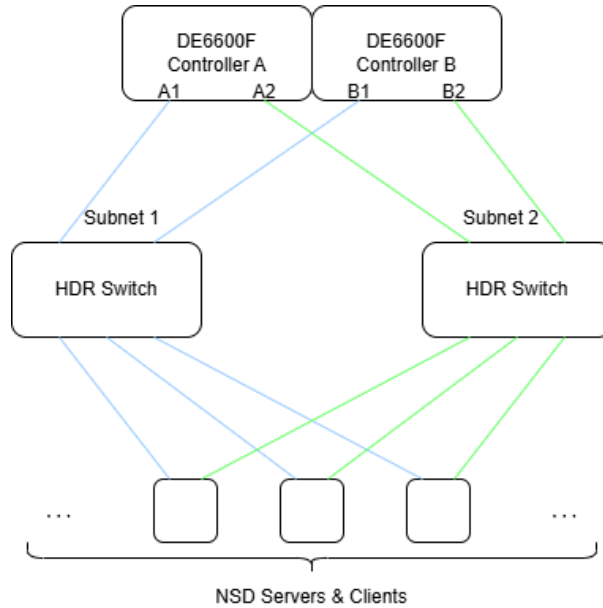 DE6600F
Controller A
A1
A2
DE6600F
Controller B
B1
B2
Subnet 1
Subnet 2
HDR Switch
HDR Switch
...
...
NSD Servers & Clients